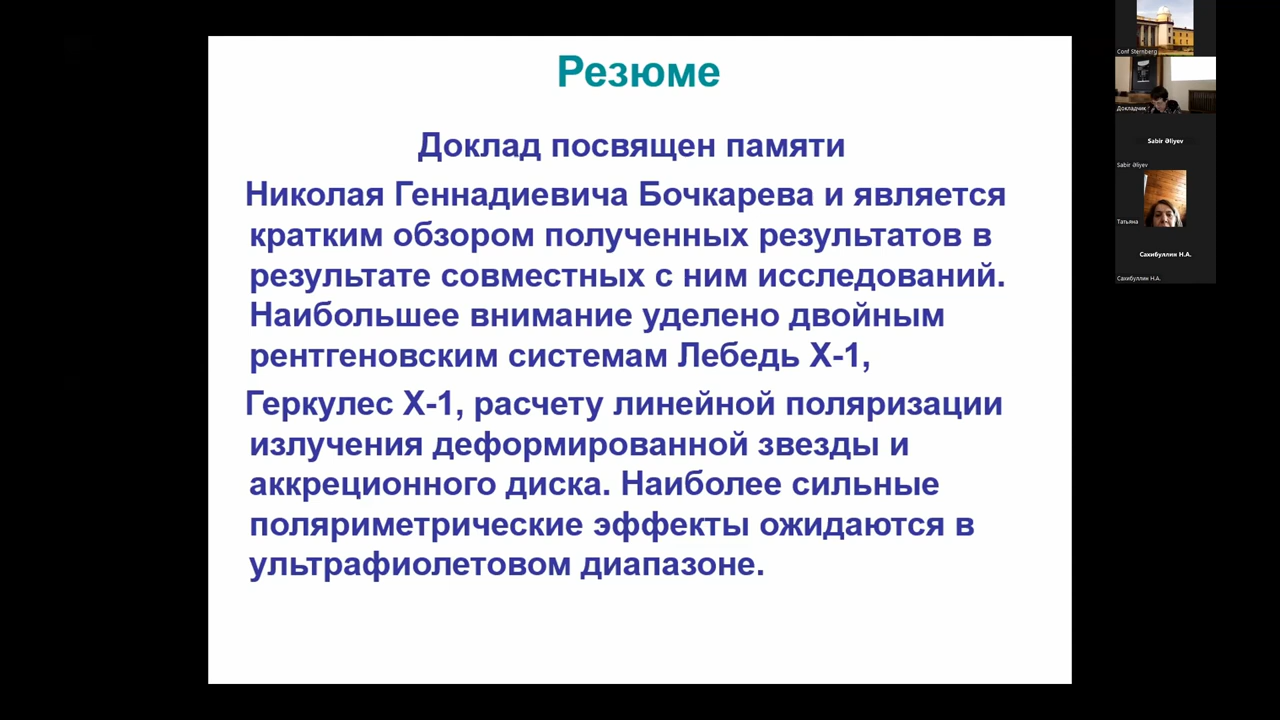 Резюме
Доклад посвящен памяти
Николая Геннадиевича Бочкарева и является
кратким обзором полученных результатов в
результате совместных с ним исследований.
Наибольшее внимание уделено двойным
рентгеновским системам Лебедь Х-1,
Геркулес Х-1, расчету линейной поляризации
излучения деформированной звезды и
аккреционного диска. Наиболее сильные
поляриметрические эффекты ожидаются в
ультрафиолетовом диапазоне.
Conf Sternberg
Докладчик
Sabir Əliyev
Sabir Əliyev
Татьяна
Сахибуллин Н.А.
Сахибуллин Н.А.